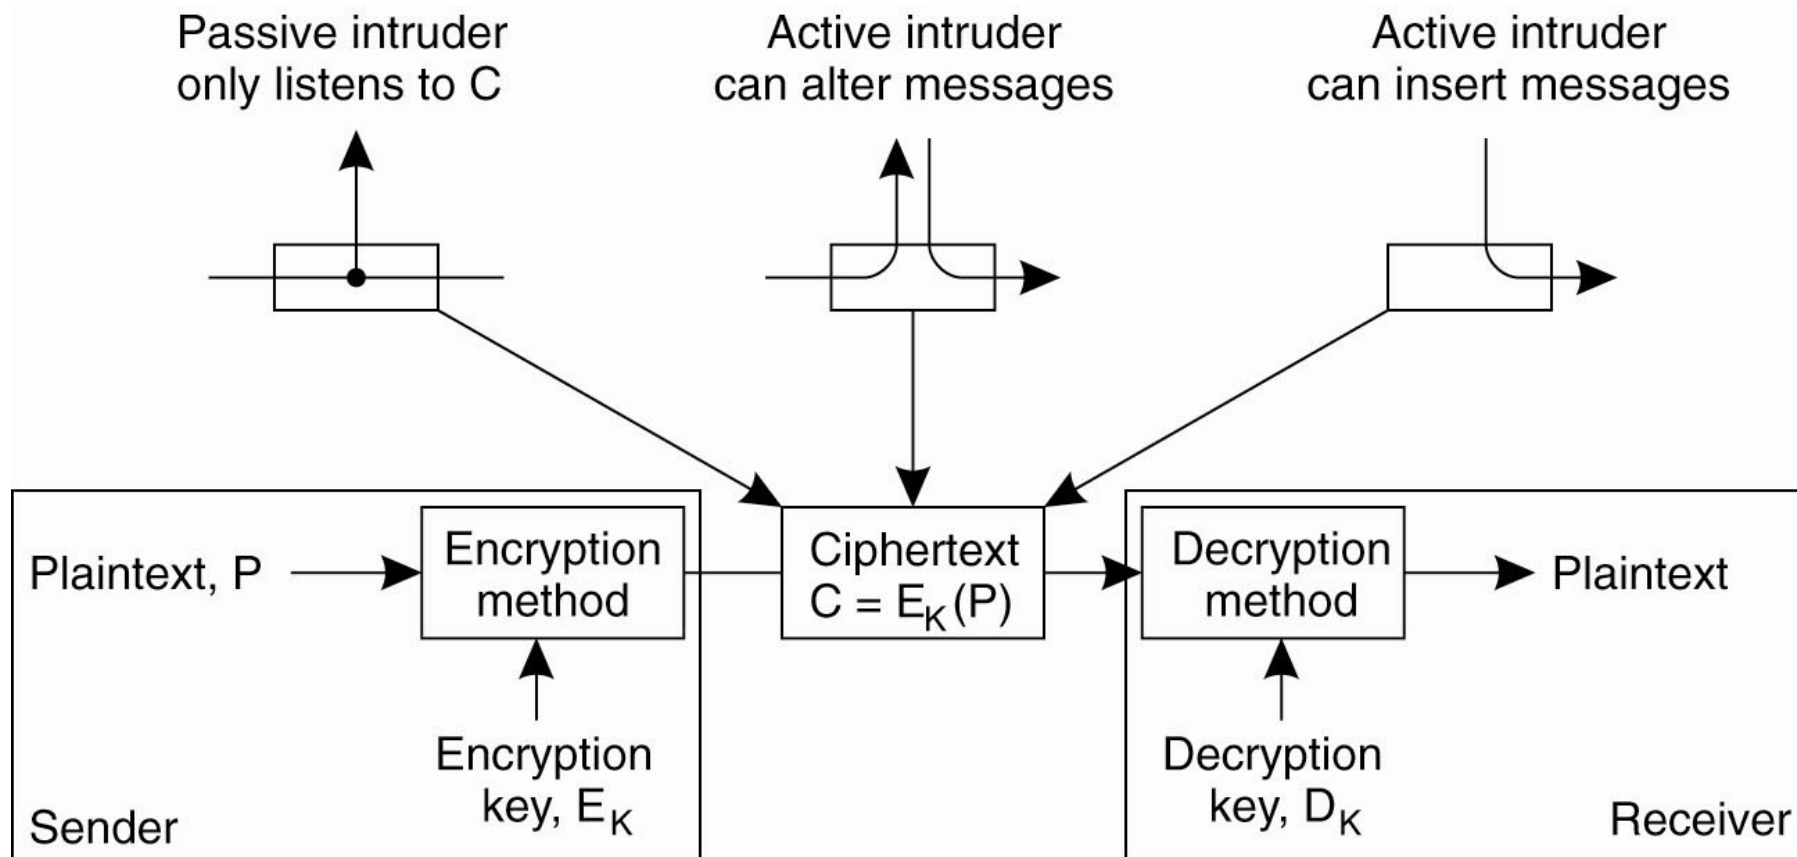 Passive intruder
only listens to C
Active intruder
can alter messages
Active intruder
can insert messages
Plaintext, P
Encryption
method
Ciphertext
C = E_K(P)
Decryption
method
Plaintext
Encryption
key, E_K
Decryption
key, D_K
Sender
Receiver